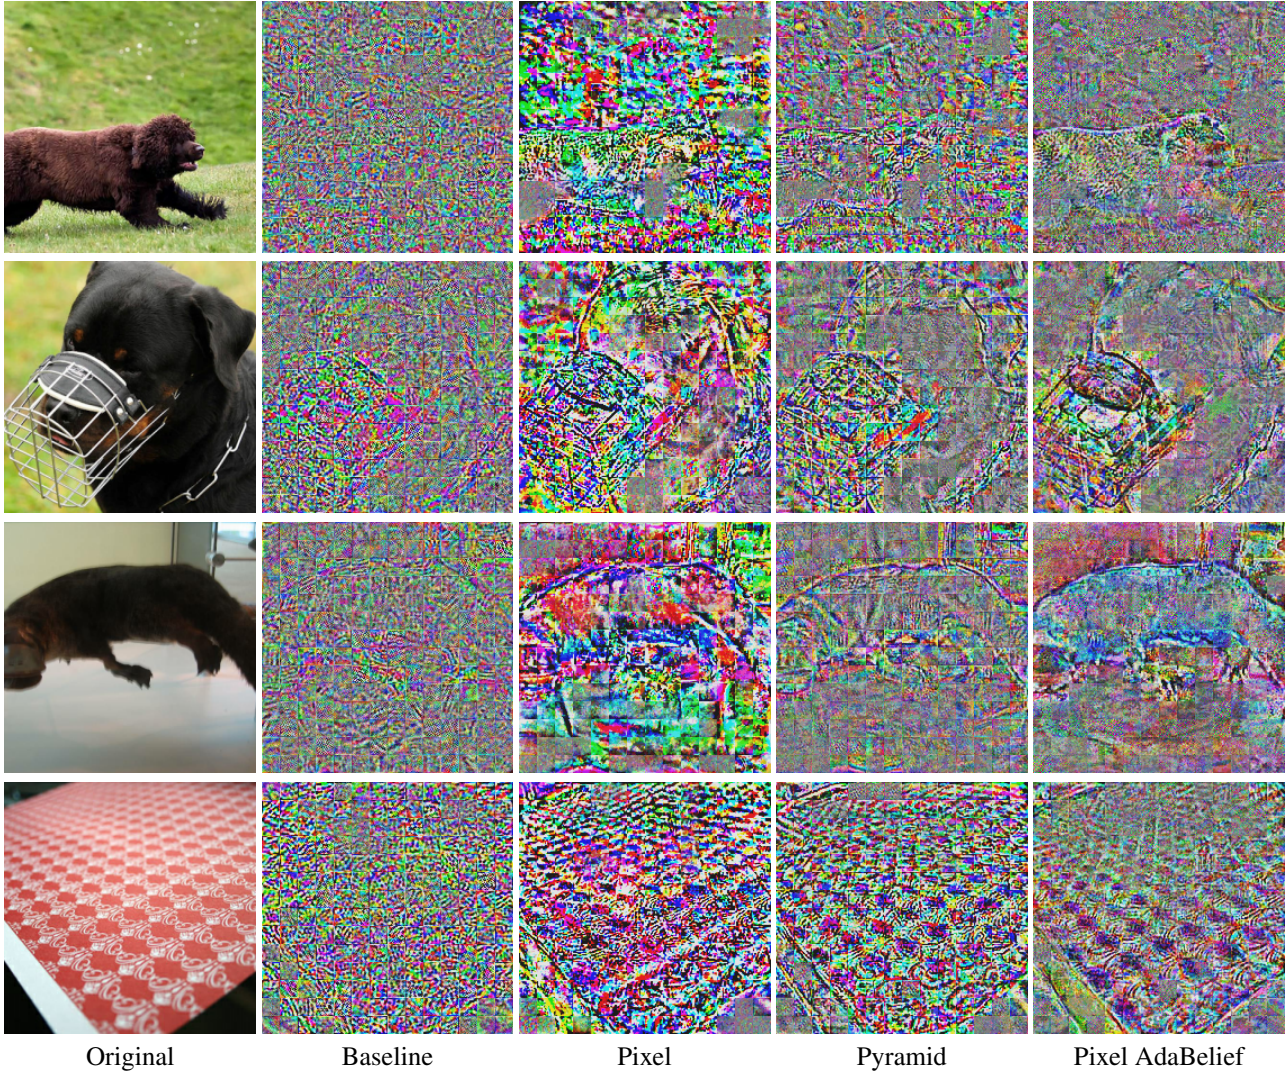 Original
Baseline
Pixel
Pyramid
Pixel AdaBelief